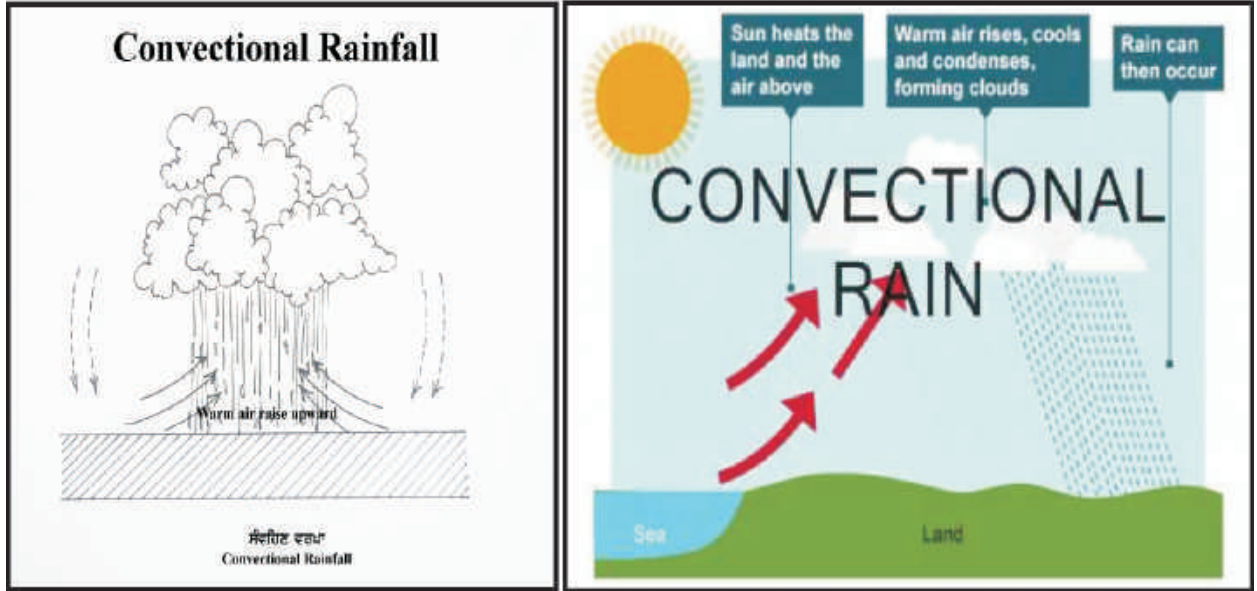 Convectional Rainfall
Warm air raise upward
ਸੰਵਹਿਣ ਵਰਖਾ
Convectional Rainfall
Sun heats the
land and the
air above
Warm air rises, cools
and condenses,
forming clouds
Rain can
then occur
CONVECTIONAL
RAIN
Sea
Land